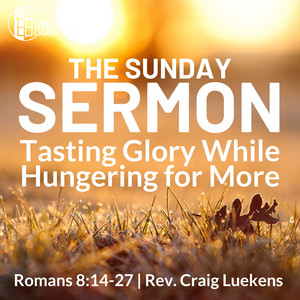 THE SUNDAY
SERMON
Tasting Glory While
Hungering for More
Romans 8:14-27 | Rev. Craig Luekens